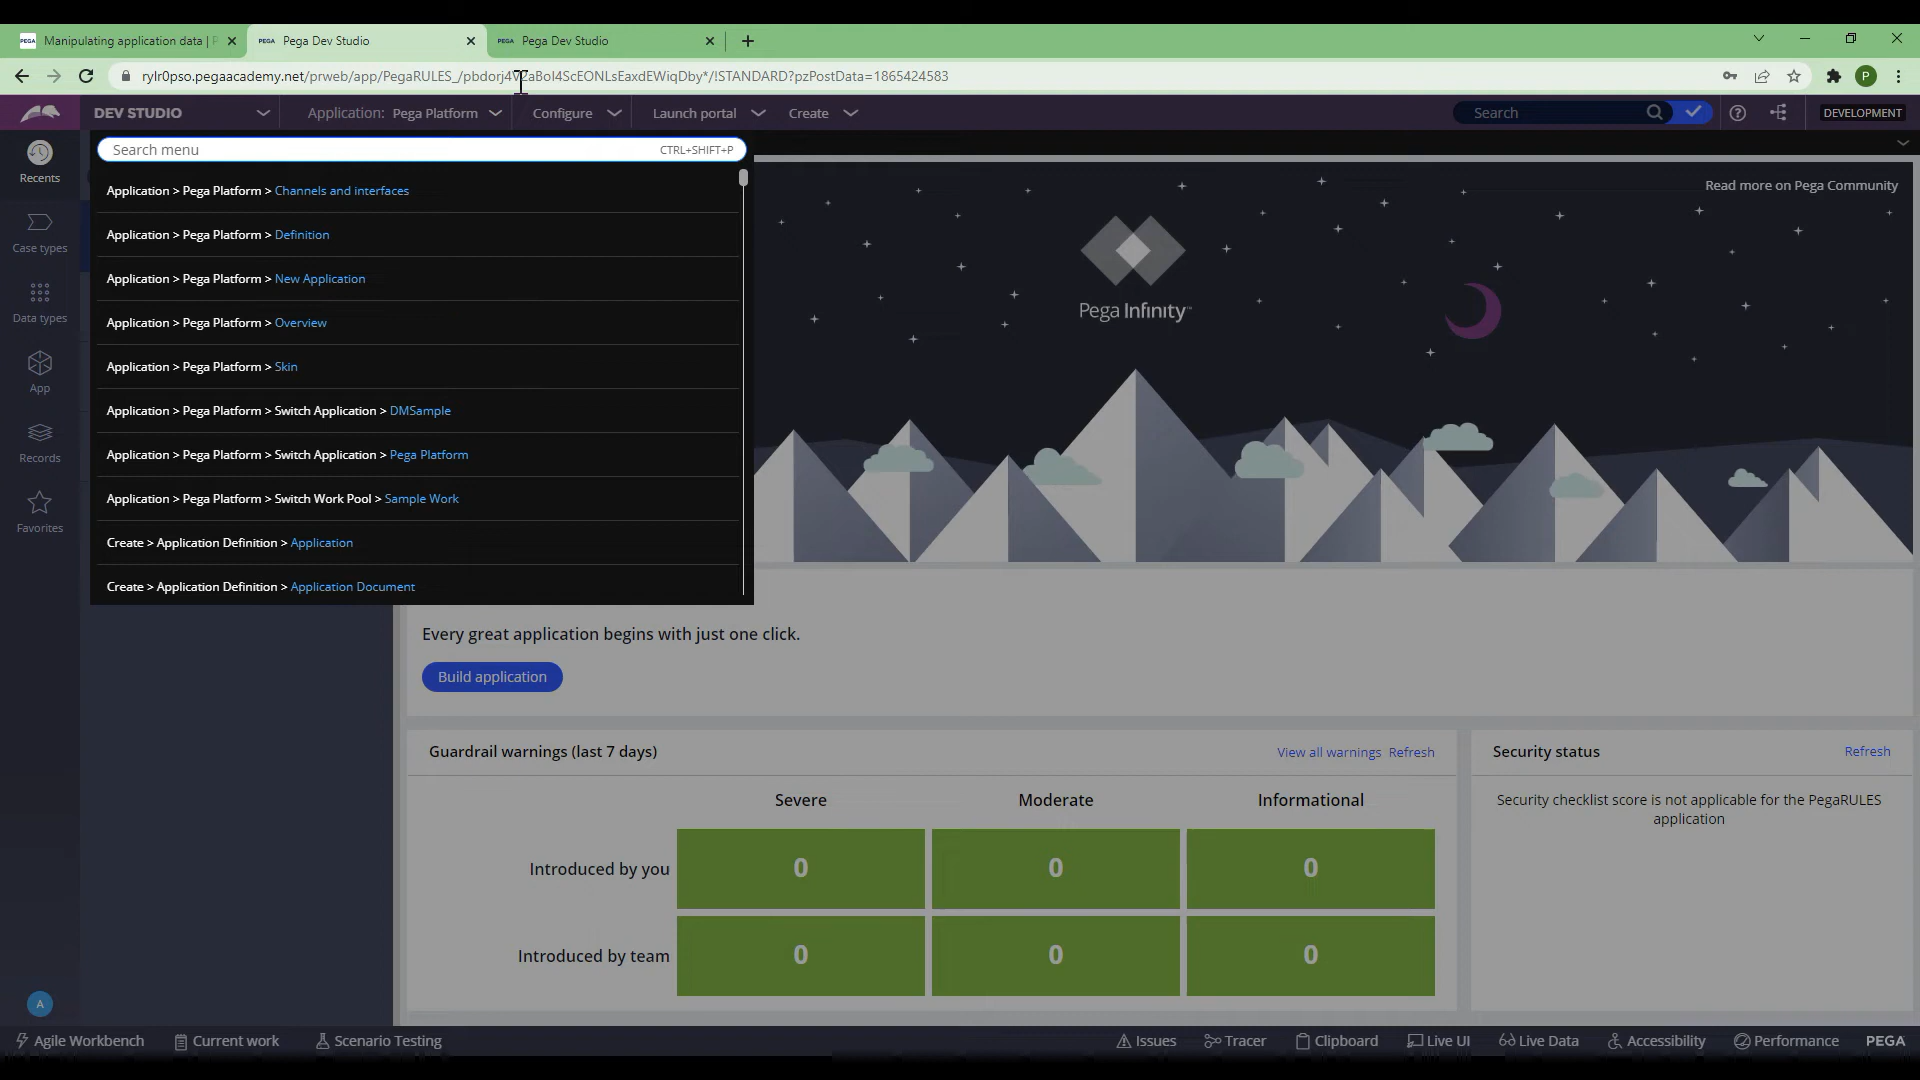 Manipulating application data | P
Pega Dev Studio
Pega Dev Studio
rylr0pso.pegaacademy.net/prweb/app/PegaRULES_/pbdorj4VZaBoI4ScEONLsEaxdEWiqDby*/!STANDARD?pzPostData=1865424583
P
DEV STUDIO
Application: Pega Platform
Configure
Launch portal
Create
Search
DEVELOPMENT
Recents
Case types
Data types
App
Records
Favorites
A
Search menu CTRL+SHIFT+P
Application > Pega Platform > Channels and interfaces
Application > Pega Platform > Definition
Application > Pega Platform > New Application
Application > Pega Platform > Overview
Application > Pega Platform > Skin
Application > Pega Platform > Switch Application > DMSample
Application > Pega Platform > Switch Application > Pega Platform
Application > Pega Platform > Switch Work Pool > Sample Work
Create > Application Definition > Application
Create > Application Definition > Application Document
Read more on Pega Community
Pega Infinity™
Every great application begins with just one click.
Build application
Guardrail warnings (last 7 days)
View all warnings Refresh
Severe Moderate Informational
Introduced by you 0 0 0
Introduced by team 0 0 0
Security status
Refresh
Security checklist score is not applicable for the PegaRULES
application
Agile Workbench Current work Scenario Testing Issues Tracer Clipboard Live UI Live Data Accessibility Performance PEGA